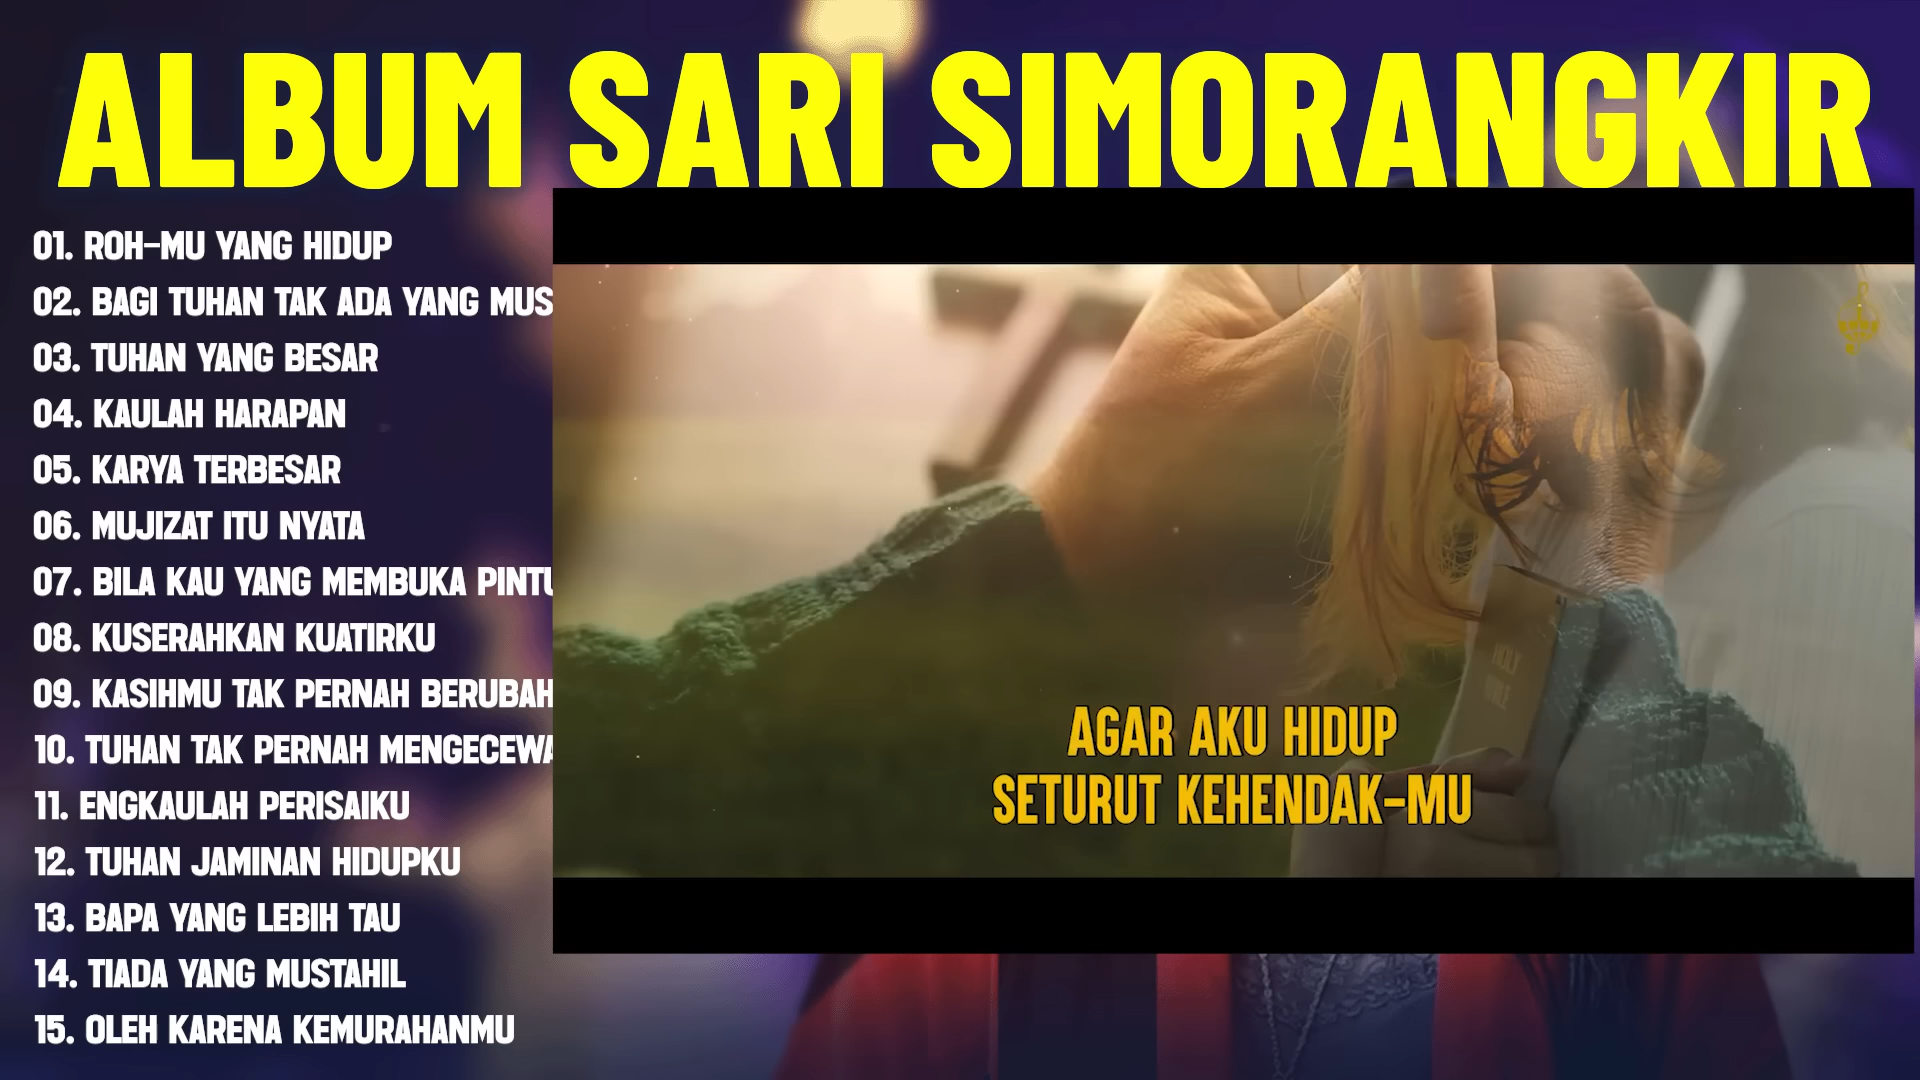 ALBUM SARI SIMORANGKIR
01. ROH-MU YANG HIDUP
02. BAGI TUHAN TAK ADA YANG MUS
03. TUHAN YANG BESAR
04. KAULAH HARAPAN
05. KARYA TERBESAR
06. MUJIZAT ITU NYATA
07. BILA KAU YANG MEMBUKA PINTU
08. KUSERAHKAN KUATIRKU
09. KASIHMU TAK PERNAH BERUBAH
10. TUHAN TAK PERNAH MENGECEWA
11. ENGKAULAH PERISAIKU
12. TUHAN JAMINAN HIDUPKU
13. BAPA YANG LEBIH TAU
14. TIADA YANG MUSTAHIL
15. OLEH KARENA KEMURAHANMU
AGAR AKU HIDUP
SETURUT KEHENDAK-MU